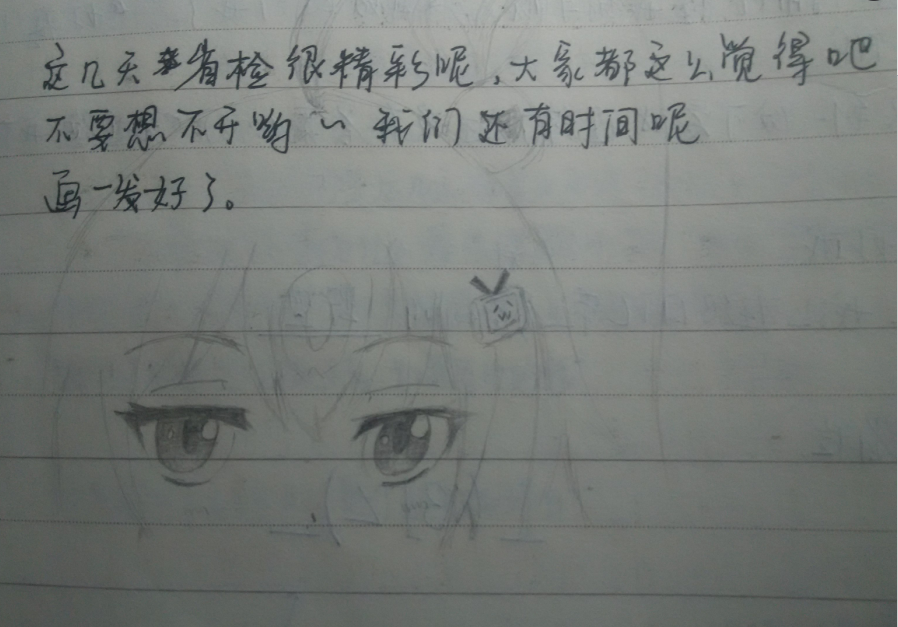 这几天省检很精彩呢，大家都这么觉得吧
不要想不开哟~ 我们还有时间呢
画一发好了。